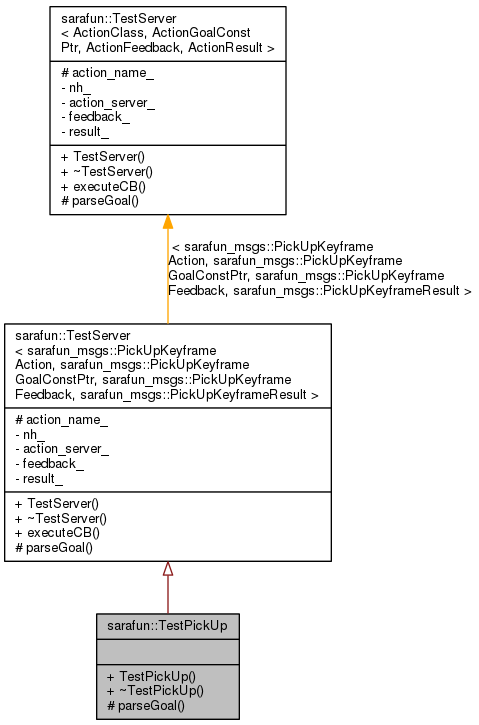 sarafun::TestServer
< ActionClass, ActionGoalConst
Ptr, ActionFeedback, ActionResult >
# action_name_
- nh_
- action_server_
- feedback_
- result_
+ TestServer()
+ ~TestServer()
+ executeCB()
# parseGoal()
< sarafun_msgs::PickUpKeyframe
Action, sarafun_msgs::PickUpKeyframe
GoalConstPtr, sarafun_msgs::PickUpKeyframe
Feedback, sarafun_msgs::PickUpKeyframeResult >
sarafun::TestServer
< sarafun_msgs::PickUpKeyframe
Action, sarafun_msgs::PickUpKeyframe
GoalConstPtr, sarafun_msgs::PickUpKeyframe
Feedback, sarafun_msgs::PickUpKeyframeResult >
# action_name_
- nh_
- action_server_
- feedback_
- result_
+ TestServer()
+ ~TestServer()
+ executeCB()
# parseGoal()
sarafun::TestPickUp
+ TestPickUp()
+ ~TestPickUp()
# parseGoal()